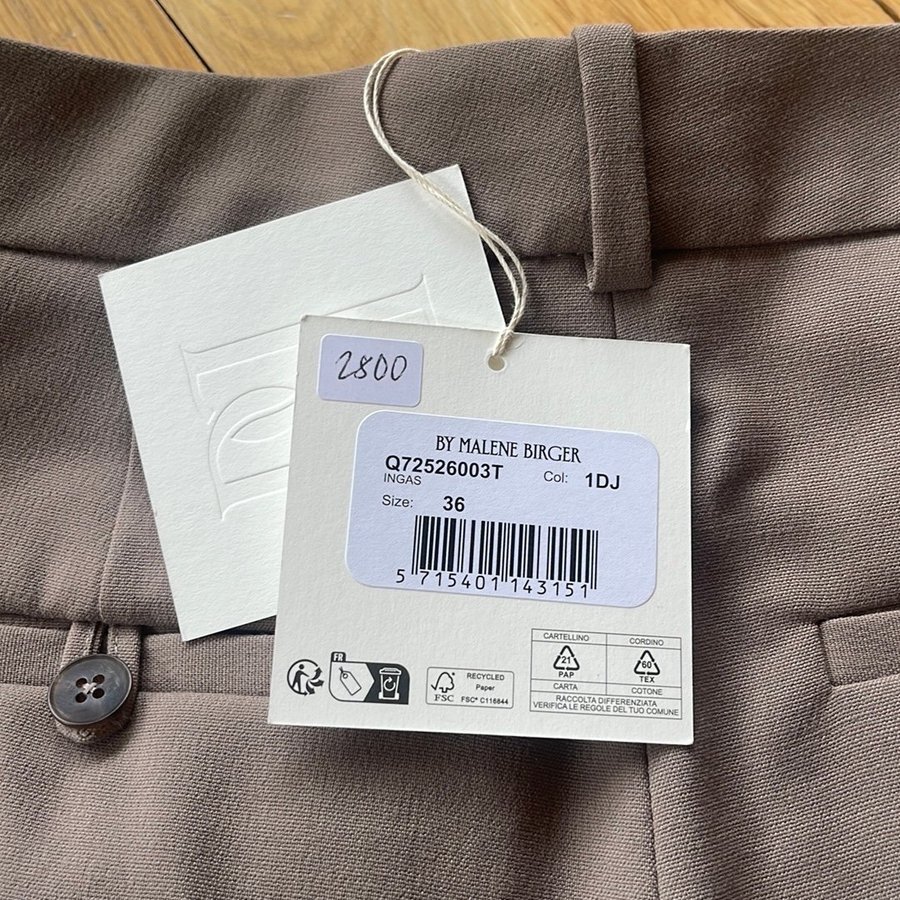 2800
BY MALENE BIRGER
Q72526003T Col: 1DJ
INGAS
Size: 36
5 715401 143151
FR
FSC
RECYCLED
Paper
FSC® C116844
CARTELLINO CORDINO
21 60
PAP TEX
CARTA COTONE
RACCOLTA DIFFERENZIATA
VERIFICA LE REGOLE DEL TUO COMUNE